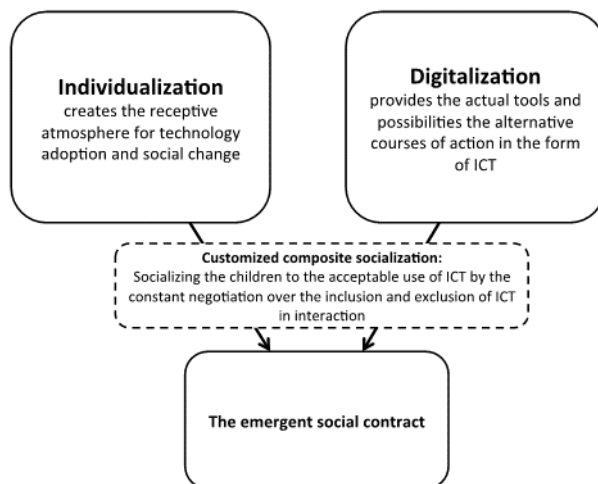 Individualization
creates the receptive
atmosphere for technology
adoption and social change
Digitalization
provides the actual tools and
possibilities the alternative
courses of action in the form
of ICT
Customized composite socialization:
Socializing the children to the acceptable use of ICT by the
constant negotiation over the inclusion and exclusion of ICT
in interaction
The emergent social contract